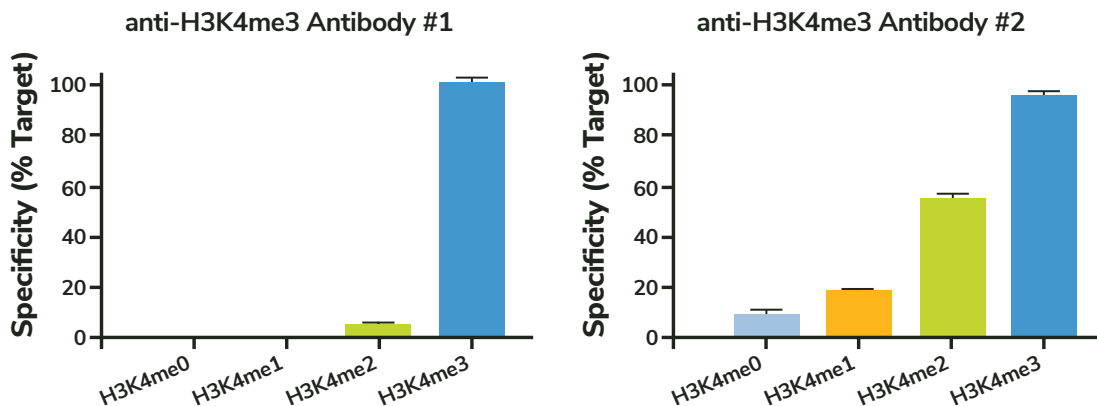 anti-H3K4me3 Antibody #1
Specificity (% Target)
100
80
60
40
20
0
H3K4me0
H3K4me1
H3K4me2
H3K4me3
anti-H3K4me3 Antibody #2
Specificity (% Target)
100
80
60
40
20
0
H3K4me0
H3K4me1
H3K4me2
H3K4me3